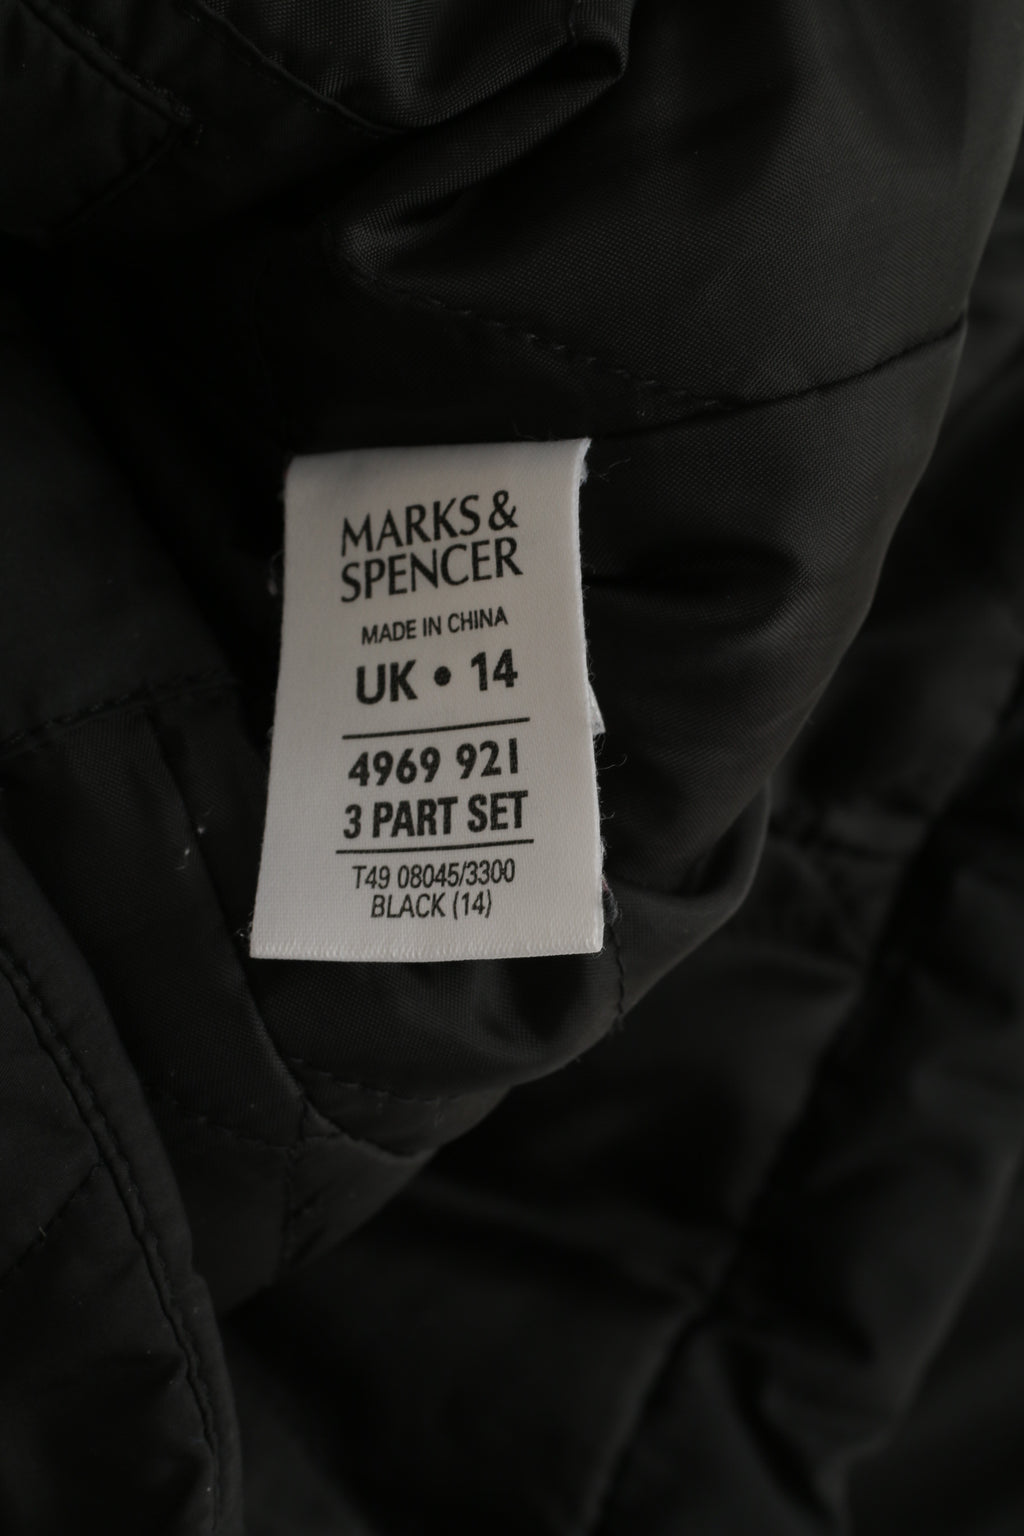 MARKS &
SPENCER
MADE IN CHINA
UK • 14
4969 921
3 PART SET
T49 08045/3300
BLACK (14)